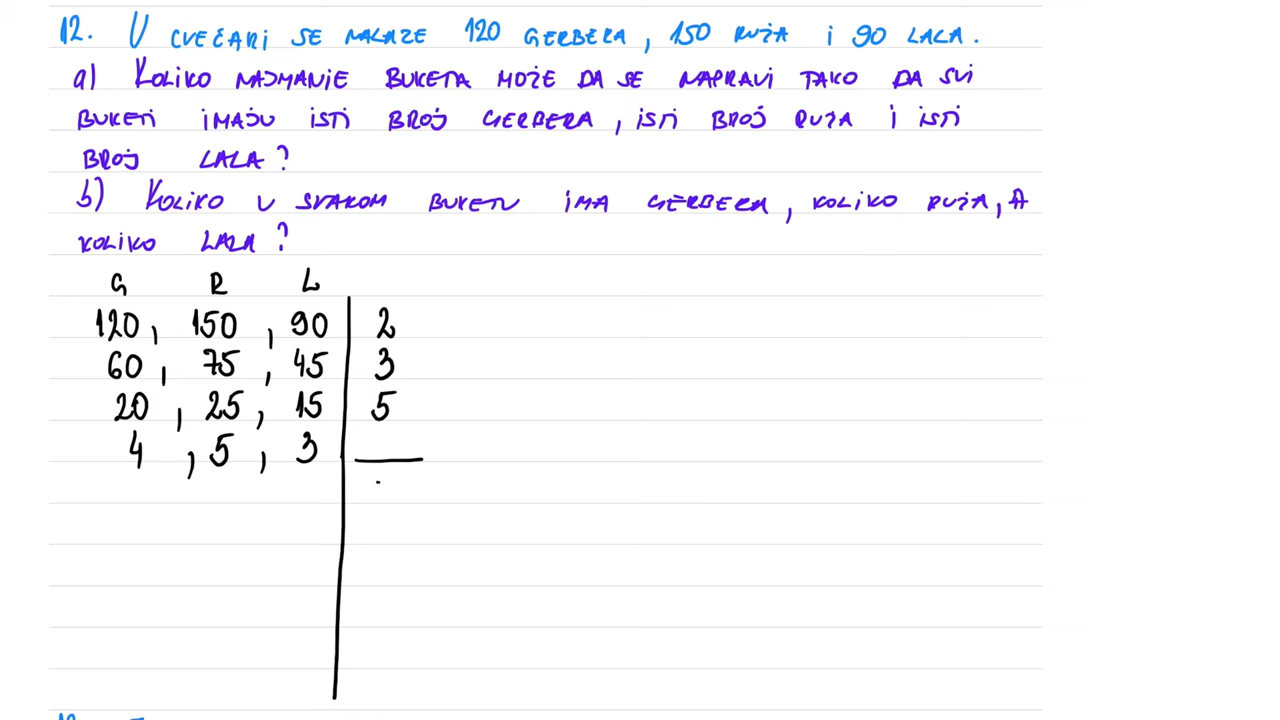 12. U CVEĆARI SE NALAZE 120 GERBERA, 150 RUŽA I 90 LALA.
a) KOLIKO NAJMANJE BUKETA MOŽE DA SE NAPRAVI TAKO DA SVI
BUKETI IMAJU ISTI BROJ GERBERA, ISTI BROJ RUŽA I ISTI
BROJ LALA?
b) KOLIKO U SVAKOM BUKETU IMA GERBERA, KOLIKO RUŽA, A
KOLIKO LALA?
G R L
120, 150, 90 | 2
60, 75, 45 | 3
20, 25, 15 | 5
4, 5, 3